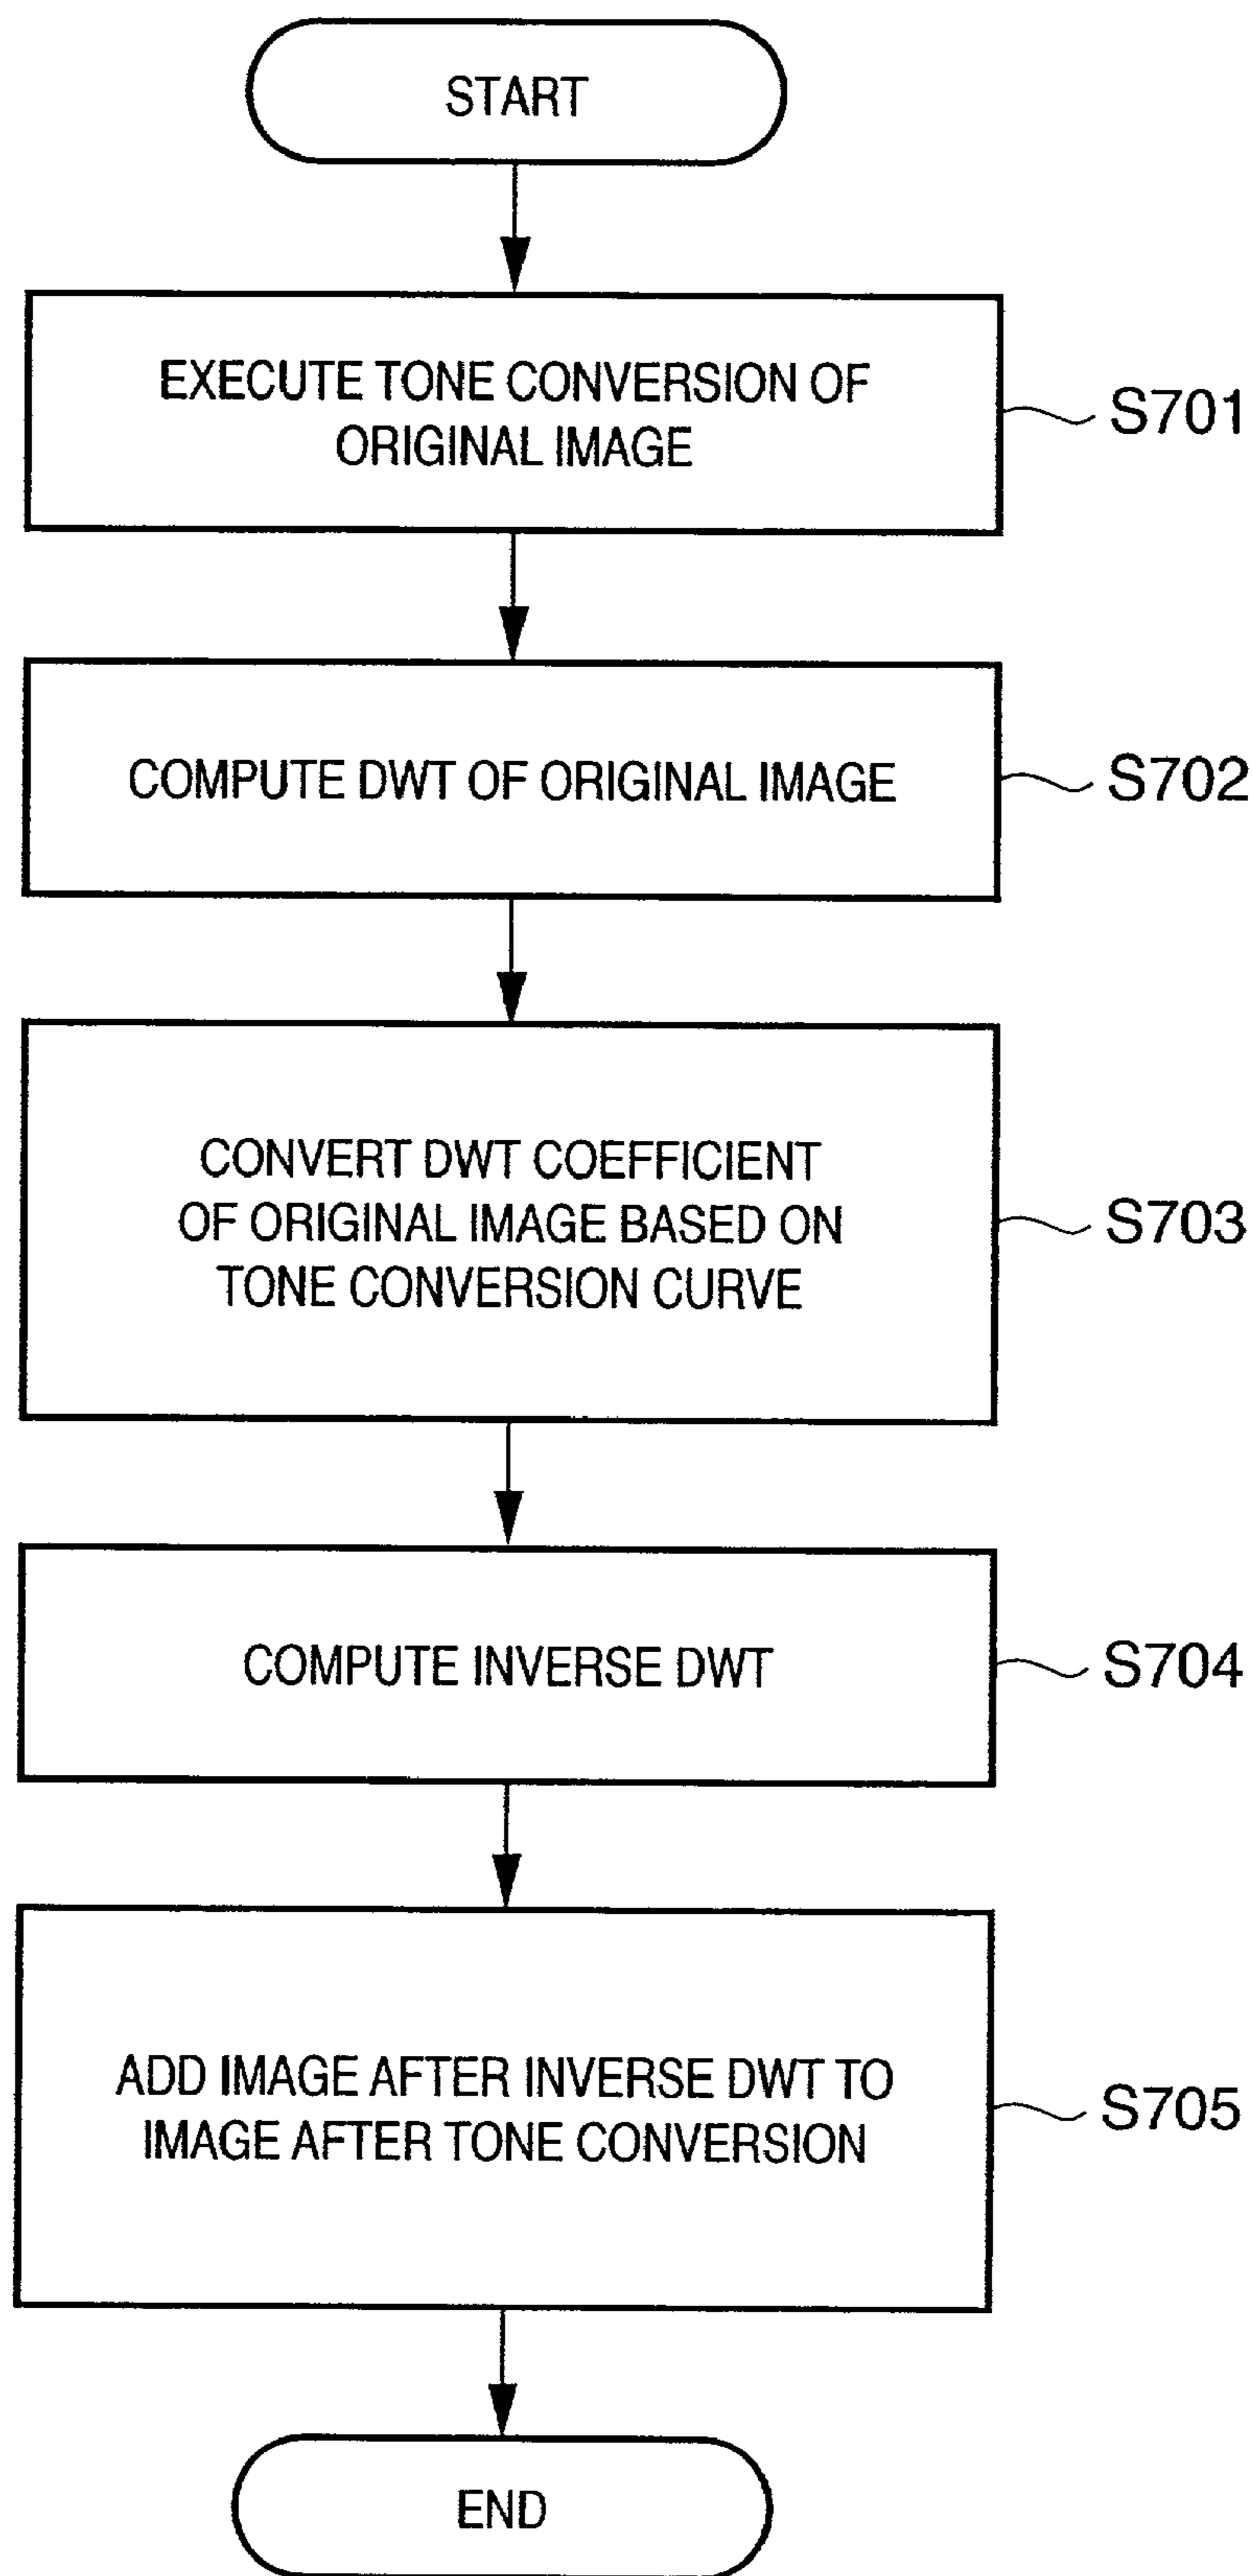 START
EXECUTE TONE CONVERSION OF
ORIGINAL IMAGE
S701
COMPUTE DWT OF ORIGINAL IMAGE
S702
CONVERT DWT COEFFICIENT
OF ORIGINAL IMAGE BASED ON
TONE CONVERSION CURVE
S703
COMPUTE INVERSE DWT
S704
ADD IMAGE AFTER INVERSE DWT TO
IMAGE AFTER TONE CONVERSION
S705
END